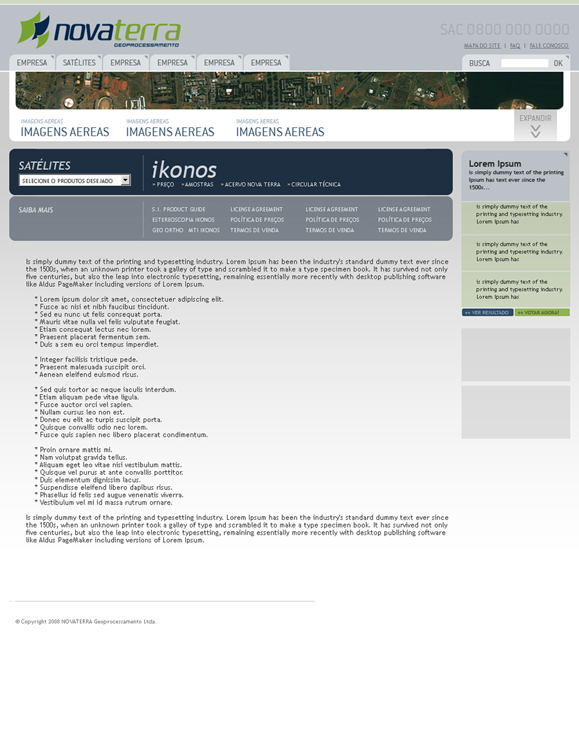 novaterra
GEOPROCESSAMENTO
SAC 0800 000 0000
MAPA DO SITE | FAQ | FALE CONOSCO
EMPRESA SATÉLITES EMPRESA EMPRESA EMPRESA EMPRESA
BUSCA OK
IMAGENS AEREAS IMAGENS AEREAS IMAGENS AEREAS
IMAGENS AEREAS IMAGENS AEREAS IMAGENS AEREAS
EXPANDIR
SATÉLITES
SELECIONE O PRODUTOS DESEJADO
ikonos
» PREÇO » AMOSTRAS » ACERVO NOVA TERRA » CIRCULAR TÉCNICA
SAIBA MAIS
S.I. PRODUCT GUIDE LICENSE AGREEMENT LICENSE AGREEMENT LICENSE AGREEMENT
ESTEREOSCOPIA IKONOS POLÍTICA DE PREÇOS POLÍTICA DE PREÇOS POLÍTICA DE PREÇOS
GEO ORTHO MTI IKONOS TERMOS DE VENDA TERMOS DE VENDA TERMOS DE VENDA
Lorem Ipsum
is simply dummy text of the printing
Ipsum has text ever since the
1500s...
is simply dummy text of the
printing and typesetting industry.
Lorem Ipsum has
is simply dummy text of the
printing and typesetting industry.
Lorem Ipsum has
is simply dummy text of the
printing and typesetting industry.
Lorem Ipsum has
»» VER RESULTADO »» VOTAR AGORA!
is simply dummy text of the printing and typesetting industry. Lorem Ipsum has been the industry's standard dummy text ever since
the 1500s, when an unknown printer took a galley of type and scrambled it to make a type specimen book. It has survived not only
five centuries, but also the leap into electronic typesetting, remaining essentially more recently with desktop publishing software
like Aldus PageMaker including versions of Lorem Ipsum.
* Lorem ipsum dolor sit amet, consectetuer adipiscing elit.
* Fusce ac nisi et nibh faucibus tincidunt.
* Sed eu nunc ut felis consequat porta.
* Mauris vitae nulla vel felis vulputate feugiat.
* Etiam consequat lectus nec lorem.
* Praesent placerat fermentum sem.
* Duis a sem eu orci tempus imperdiet.
* Integer facilisis tristique pede.
* Praesent malesuada suscipit orci.
* Aenean eleifend euismod risus.
* Sed quis tortor ac neque iaculis interdum.
* Etiam aliquam pede vitae ligula.
* Fusce auctor orci vel sapien.
* Nullam cursus leo non est.
* Donec eu elit ac turpis suscipit porta.
* Quisque convallis odio nec lorem.
* Fusce quis sapien nec libero placerat condimentum.
* Proin ornare mattis mi.
* Nam volutpat gravida tellus.
* Aliquam eget leo vitae nisi vestibulum mattis.
* Quisque vel purus at ante convallis porttitor.
* Duis elementum dignissim lacus.
* Suspendisse eleifend libero dapibus risus.
* Phasellus id felis sed augue venenatis viverra.
* Vestibulum vel mi id massa rutrum ornare.
is simply dummy text of the printing and typesetting industry. Lorem Ipsum has been the industry's standard dummy text ever since
the 1500s, when an unknown printer took a galley of type and scrambled it to make a type specimen book. It has survived not only
five centuries, but also the leap into electronic typesetting, remaining essentially more recently with desktop publishing software
like Aldus PageMaker including versions of Lorem Ipsum.
© Copyright 2008 NOVATERRA Geoprocessamento Ltda.